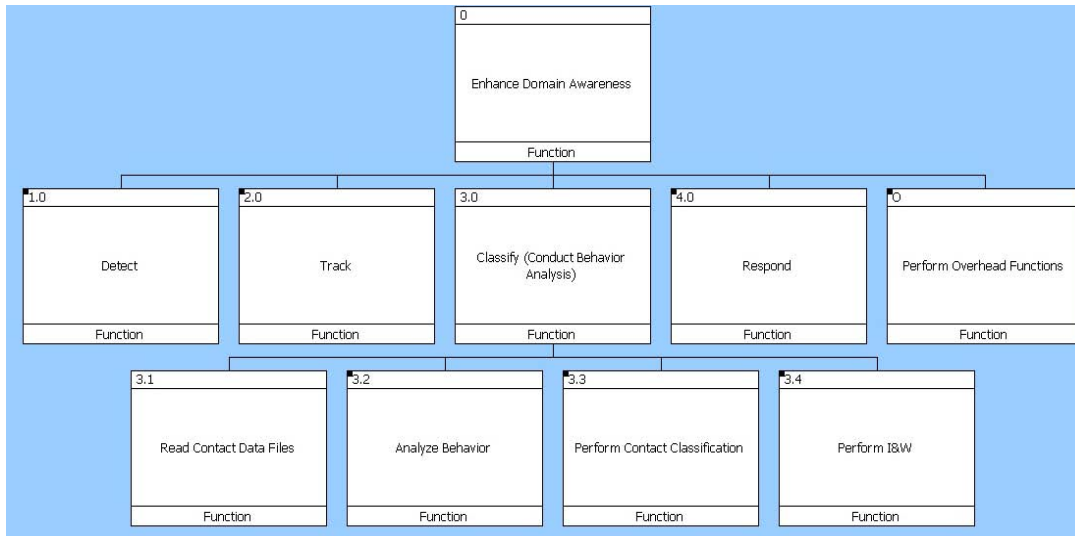 0
Enhance Domain Awareness
Function
1.0
Detect
Function
2.0
Track
Function
3.0
Classify (Conduct Behavior
Analysis)
Function
4.0
Respond
Function
O
Perform Overhead Functions
Function
3.1
Read Contact Data Files
Function
3.2
Analyze Behavior
Function
3.3
Perform Contact Classification
Function
3.4
Perform I&W
Function